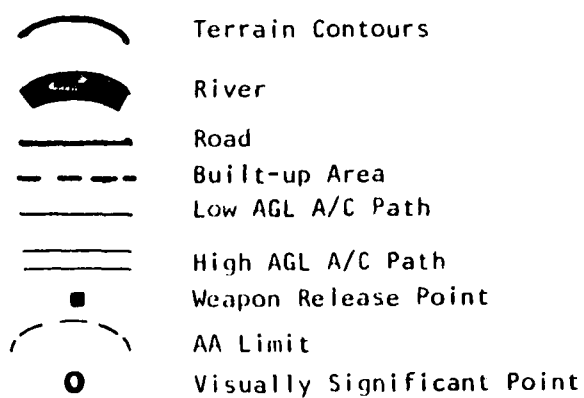 Terrain Contours
River
Road
Built-up Area
Low AGL A/C Path
High AGL A/C Path
Weapon Release Point
AA Limit
Visually Significant Point